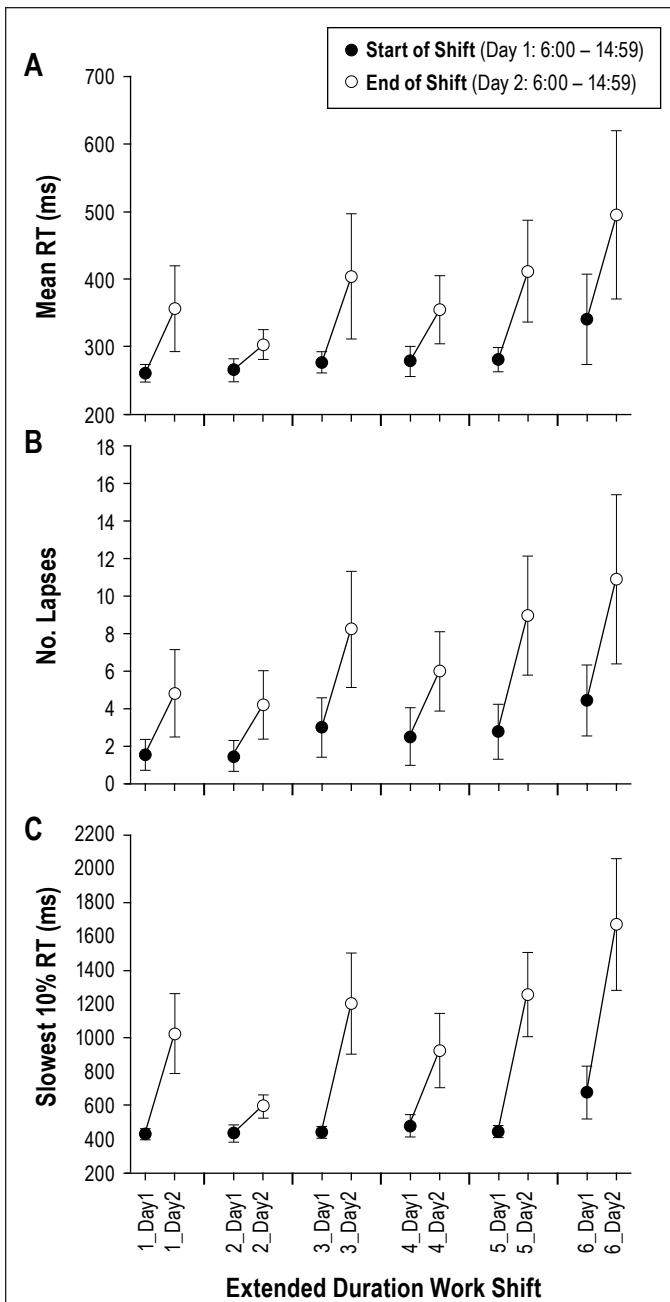 Start of Shift (Day 1: 6:00 – 14:59)
End of Shift (Day 2: 6:00 – 14:59)
A
700
600
500
400
300
200
Mean RT (ms)
B
18
16
14
12
10
8
6
4
2
0
No. Lapses
C
2200
2000
1800
1600
1400
1200
1000
800
600
400
200
Slowest 10% RT (ms)
1_Day1
1_Day2
2_Day1
2_Day2
3_Day1
3_Day2
4_Day1
4_Day2
5_Day1
5_Day2
6_Day1
6_Day2
Extended Duration Work Shift